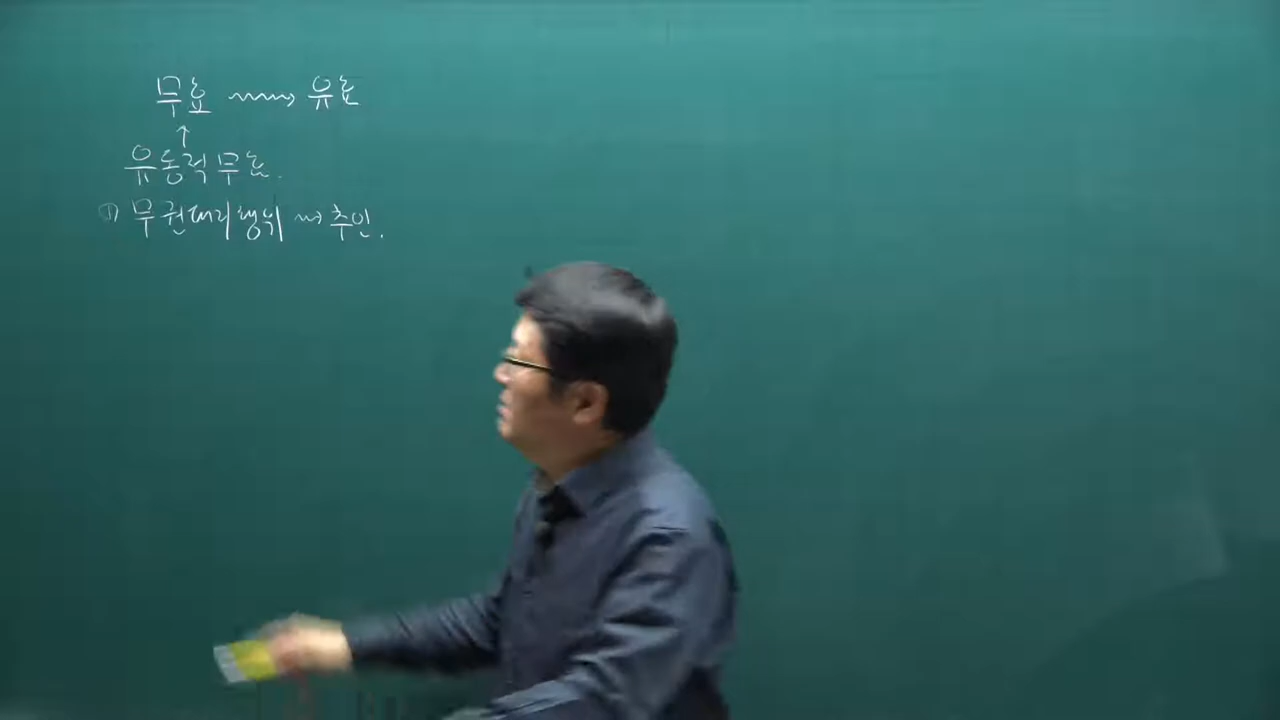 무효 → 유효
↑
유동적 무효.
① 무권대리행위 → 추인.